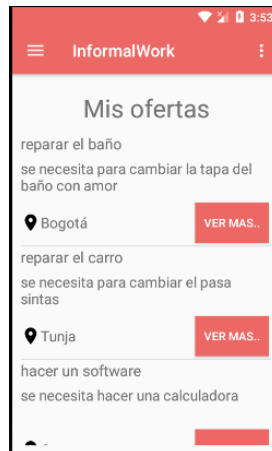 3:53
InformalWork
Mis ofertas
reparar el baño
se necesita para cambiar la tapa del
baño con amor
Bogotá
VER MAS..
reparar el carro
se necesita para cambiar el pasa
sintas
Tunja
VER MAS..
hacer un software
se necesita hacer una calculadora